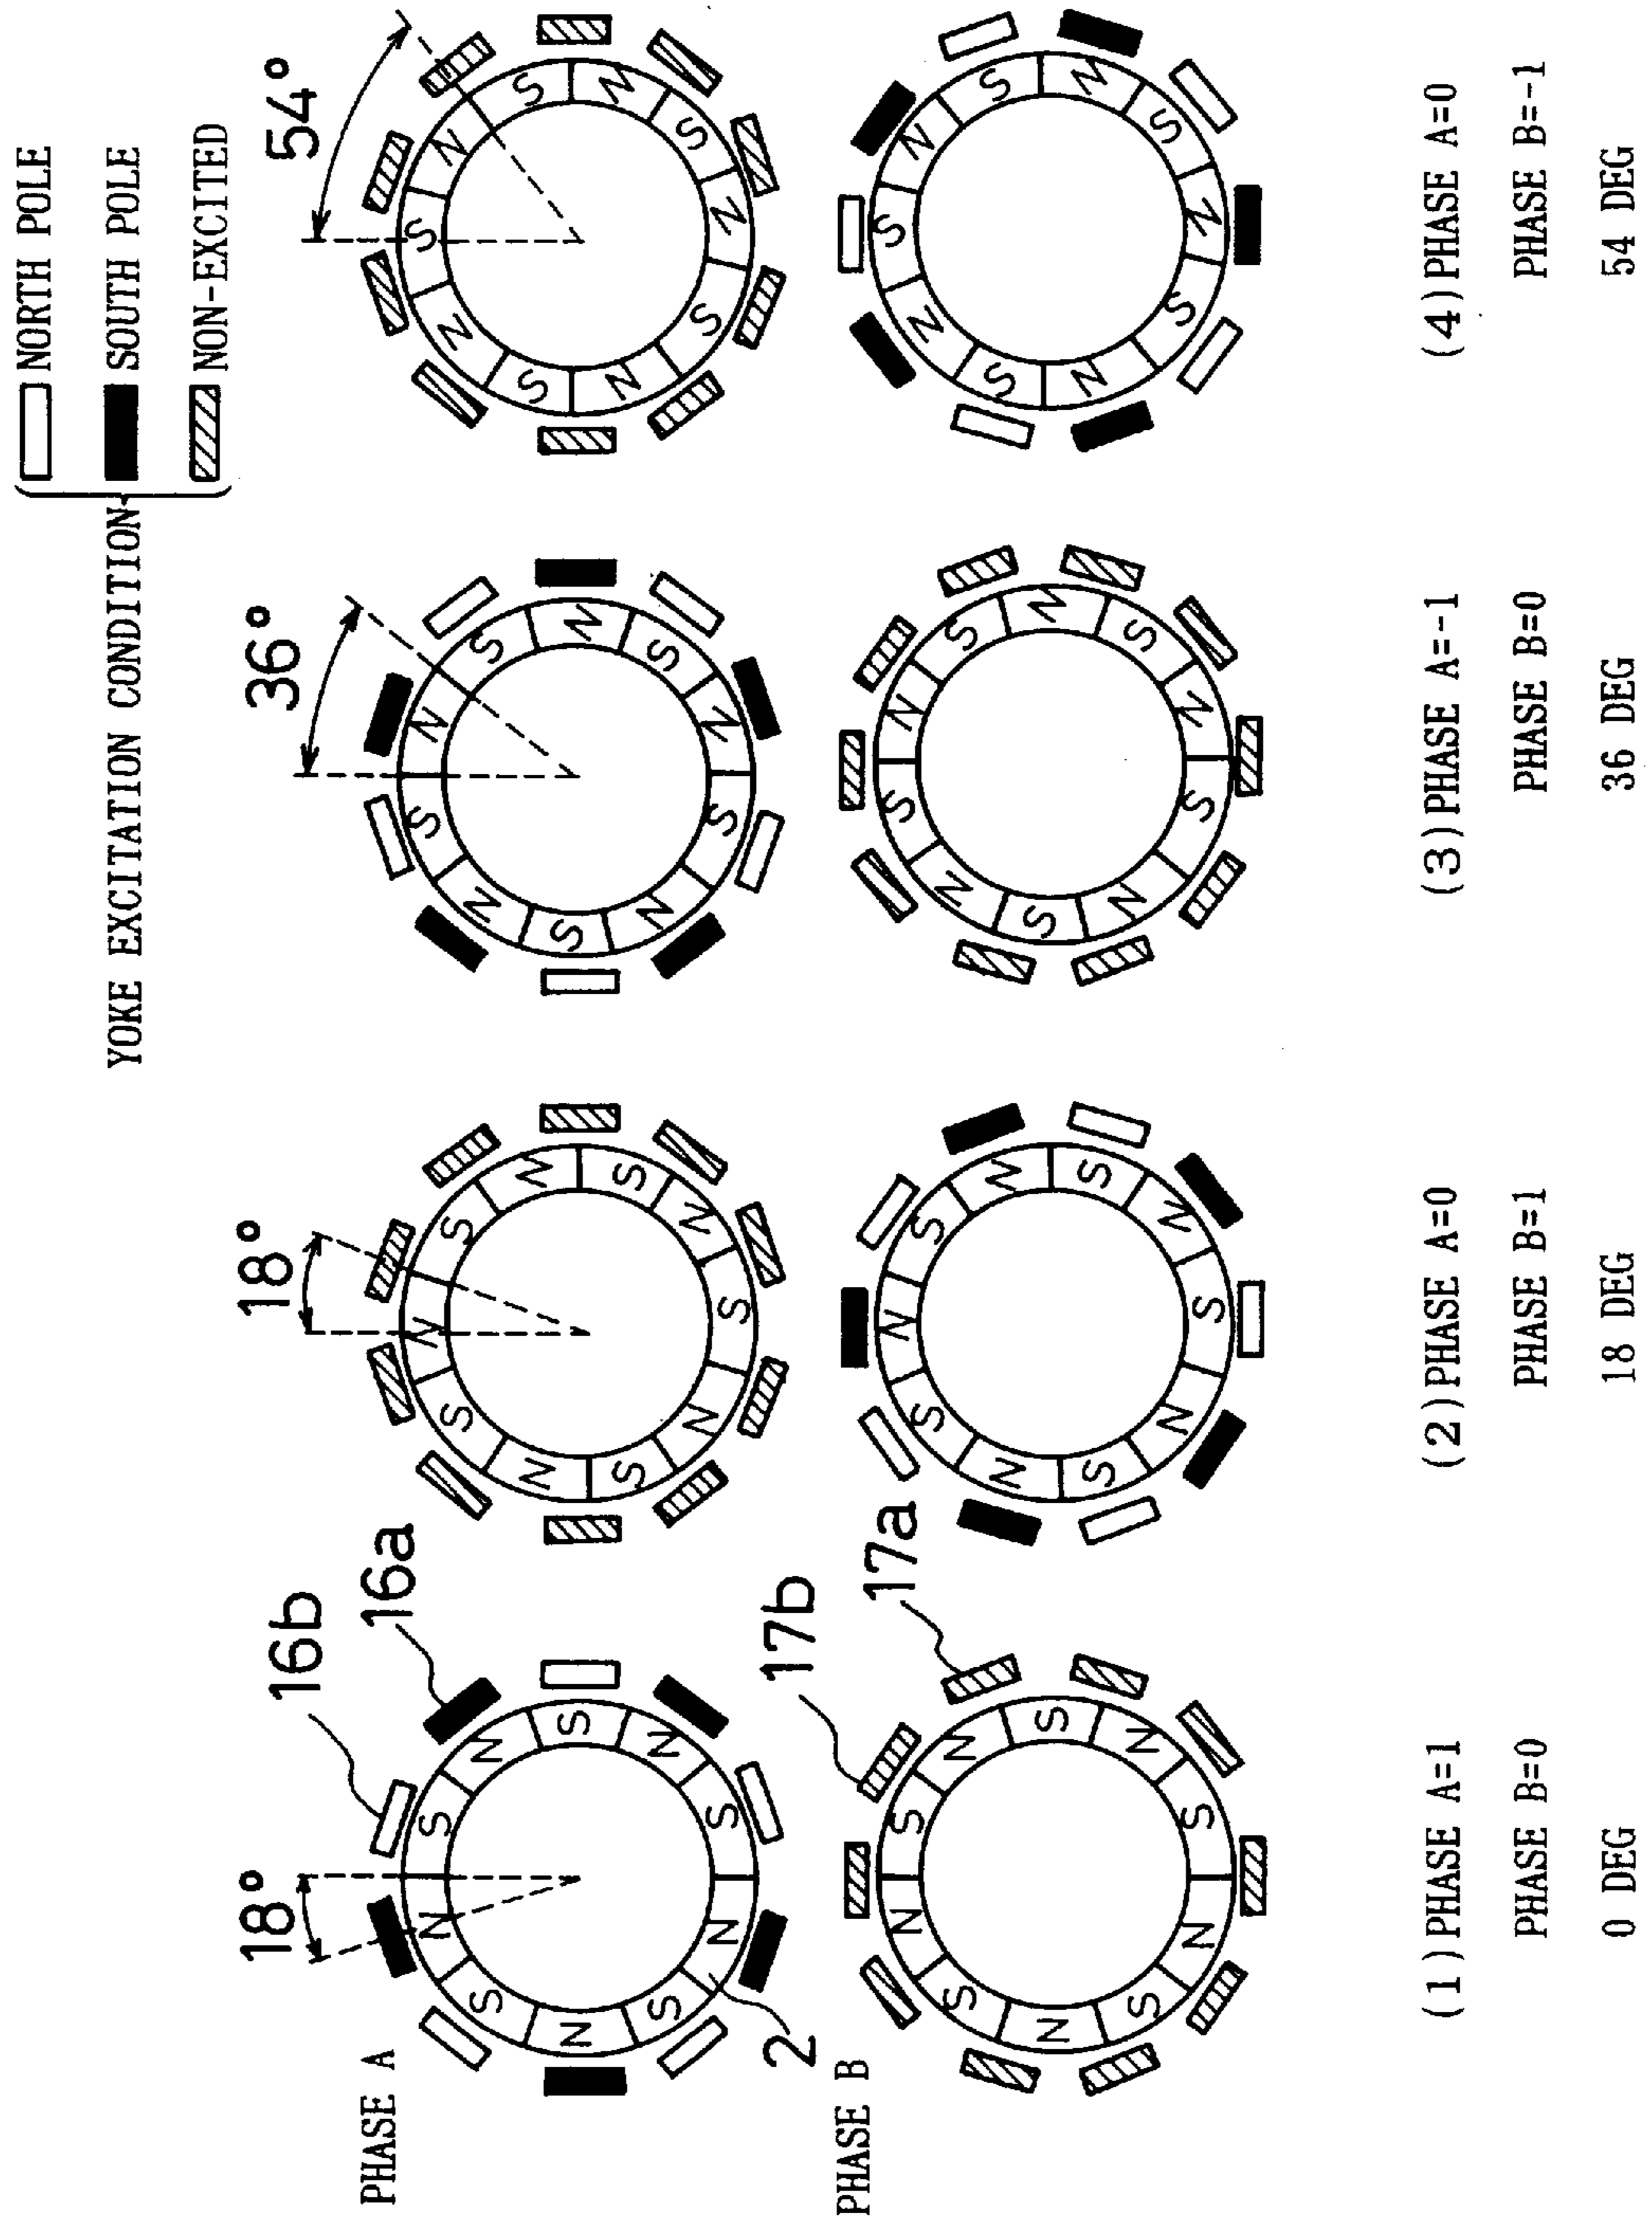 YOKE EXCITATION CONDITION
NORTH POLE
SOUTH POLE
NON-EXCITED
18°
18°
36°
54°
16b
16a
PHASE A
N S N S N S N S N S
N S N S N S N S N S
N S N S N S N S N S
S N S N S N S N S N
2
17b
17a
PHASE B
N S N S N S N S N S
N S N S N S N S N S
N S N S N S N S N S
S N S N S N S N S N
(1)PHASE A=1
PHASE B=0
0 DEG
(2)PHASE A=0
PHASE B=1
18 DEG
(3)PHASE A=-1
PHASE B=0
36 DEG
(4)PHASE A=0
PHASE B=-1
54 DEG